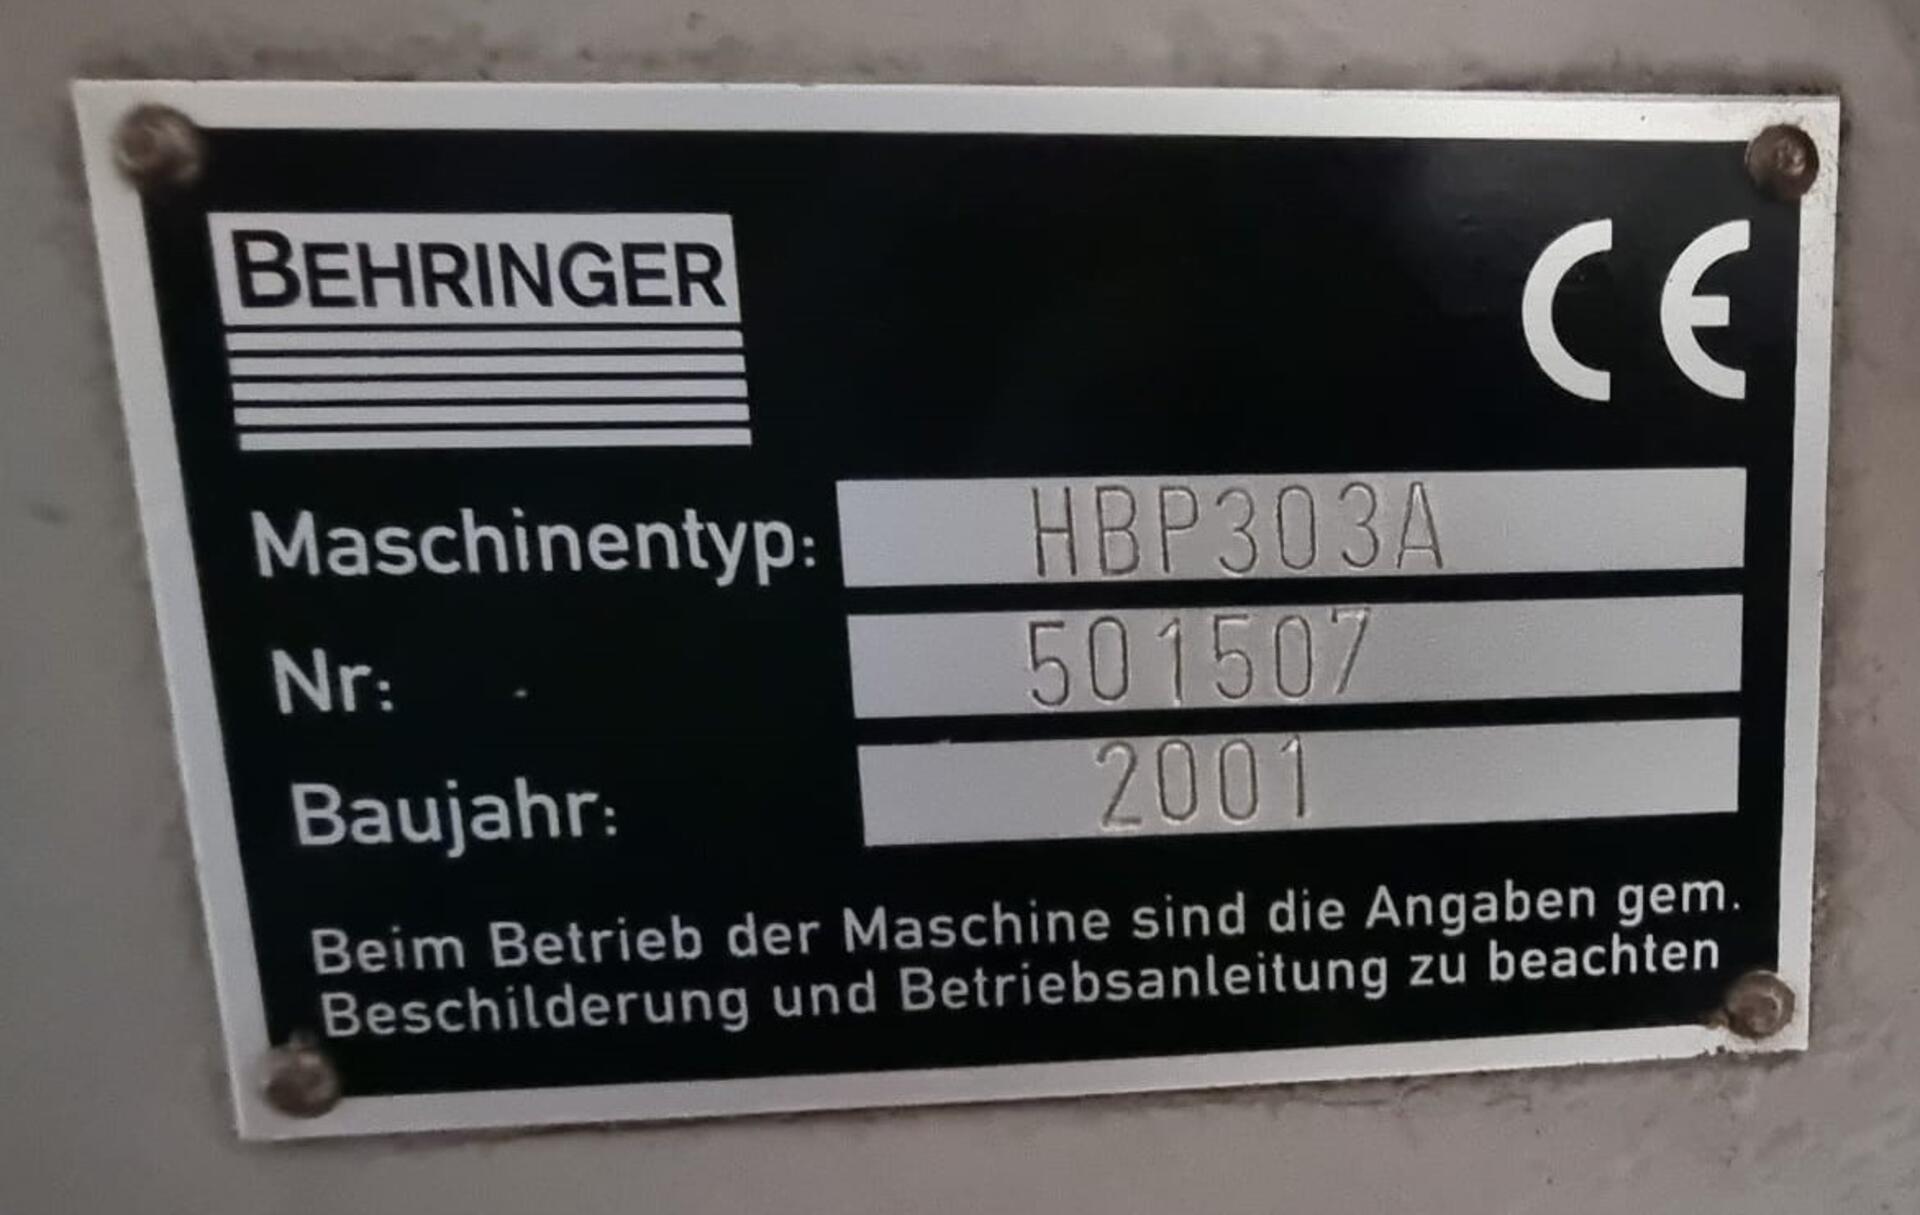 BEHRINGER
CE
Maschinentyp: HBP303A
Nr: 501507
Baujahr: 2001
Beim Betrieb der Maschine sind die Angaben gem.
Beschilderung und Betriebsanleitung zu beachten